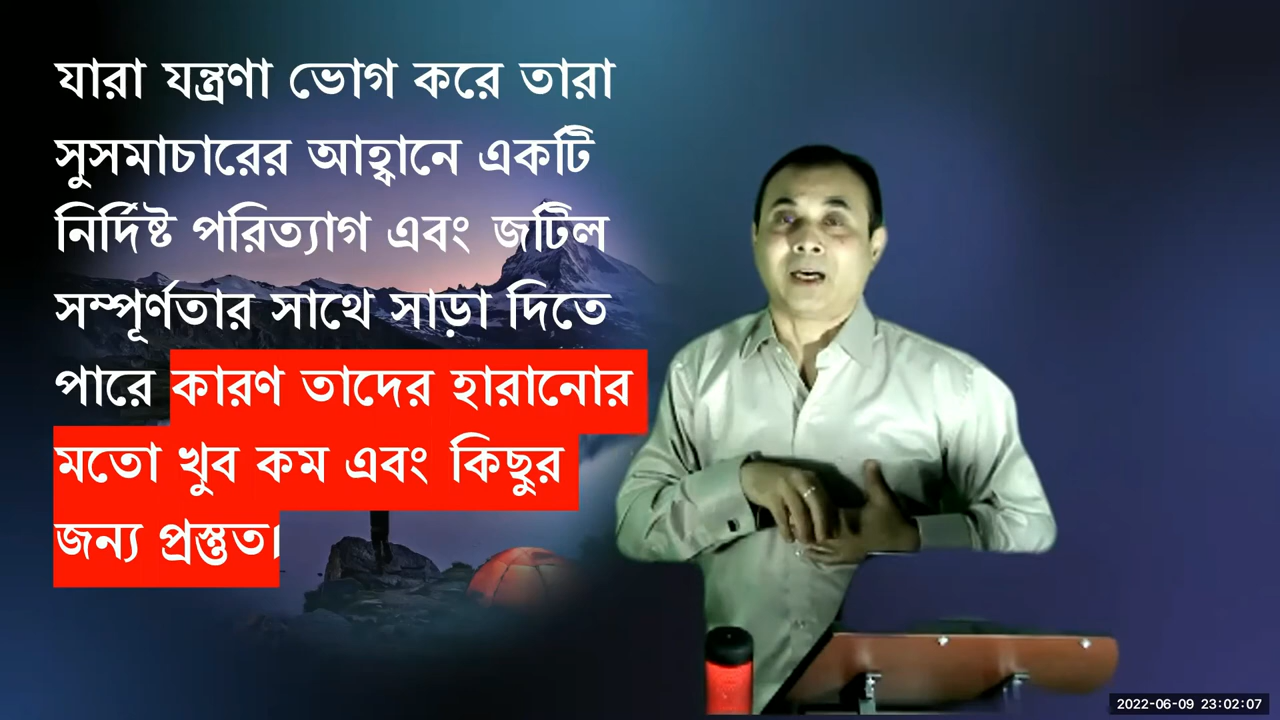 যারা যন্ত্রণা ভোগ করে তারা
সুসমাচারের আহ্বানে একটি
নির্দিষ্ট পরিত্যাগ এবং জটিল
সম্পূর্ণতার সাথে সাড়া দিতে
পারে কারণ তাদের হারানোর
মতো খুব কম এবং কিছুর
জন্য প্রস্তুত।
2022-06-09 23:02:07